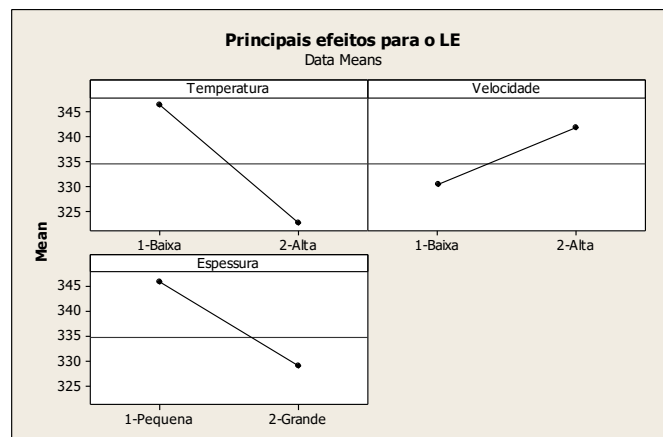 Principais efeitos para o LE
Data Means
Temperatura
Velocidade
345
340
335
330
325
1-Baixa
2-Alta
1-Baixa
2-Alta
Mean
Espessura
345
340
335
330
325
1-Pequena
2-Grande